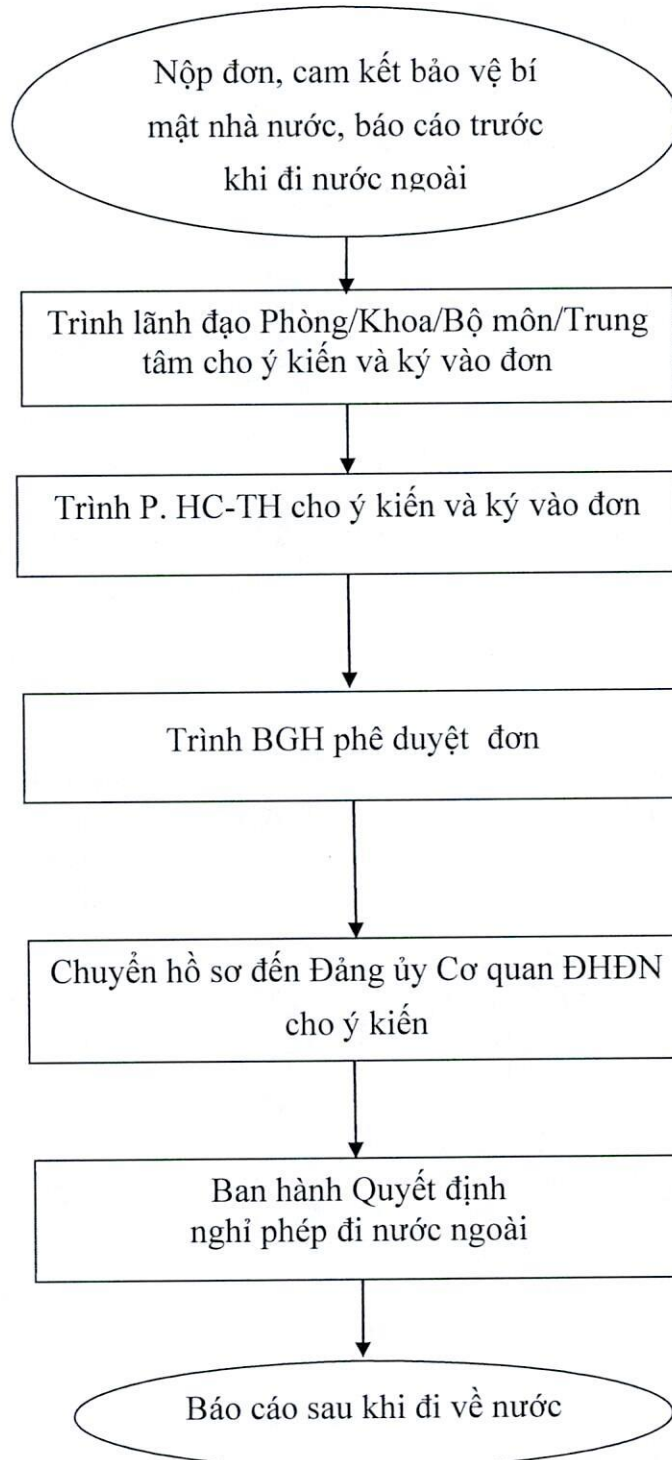 Nộp đơn, cam kết bảo vệ bí
mật nhà nước, báo cáo trước
khi đi nước ngoài
Trình lãnh đạo Phòng/Khoa/Bộ môn/Trung
tâm cho ý kiến và ký vào đơn
Trình P. HC-TH cho ý kiến và ký vào đơn
Trình BGH phê duyệt đơn
Chuyển hồ sơ đến Đảng ủy Cơ quan ĐHĐN
cho ý kiến
Ban hành Quyết định
nghỉ phép đi nước ngoài
Báo cáo sau khi đi về nước